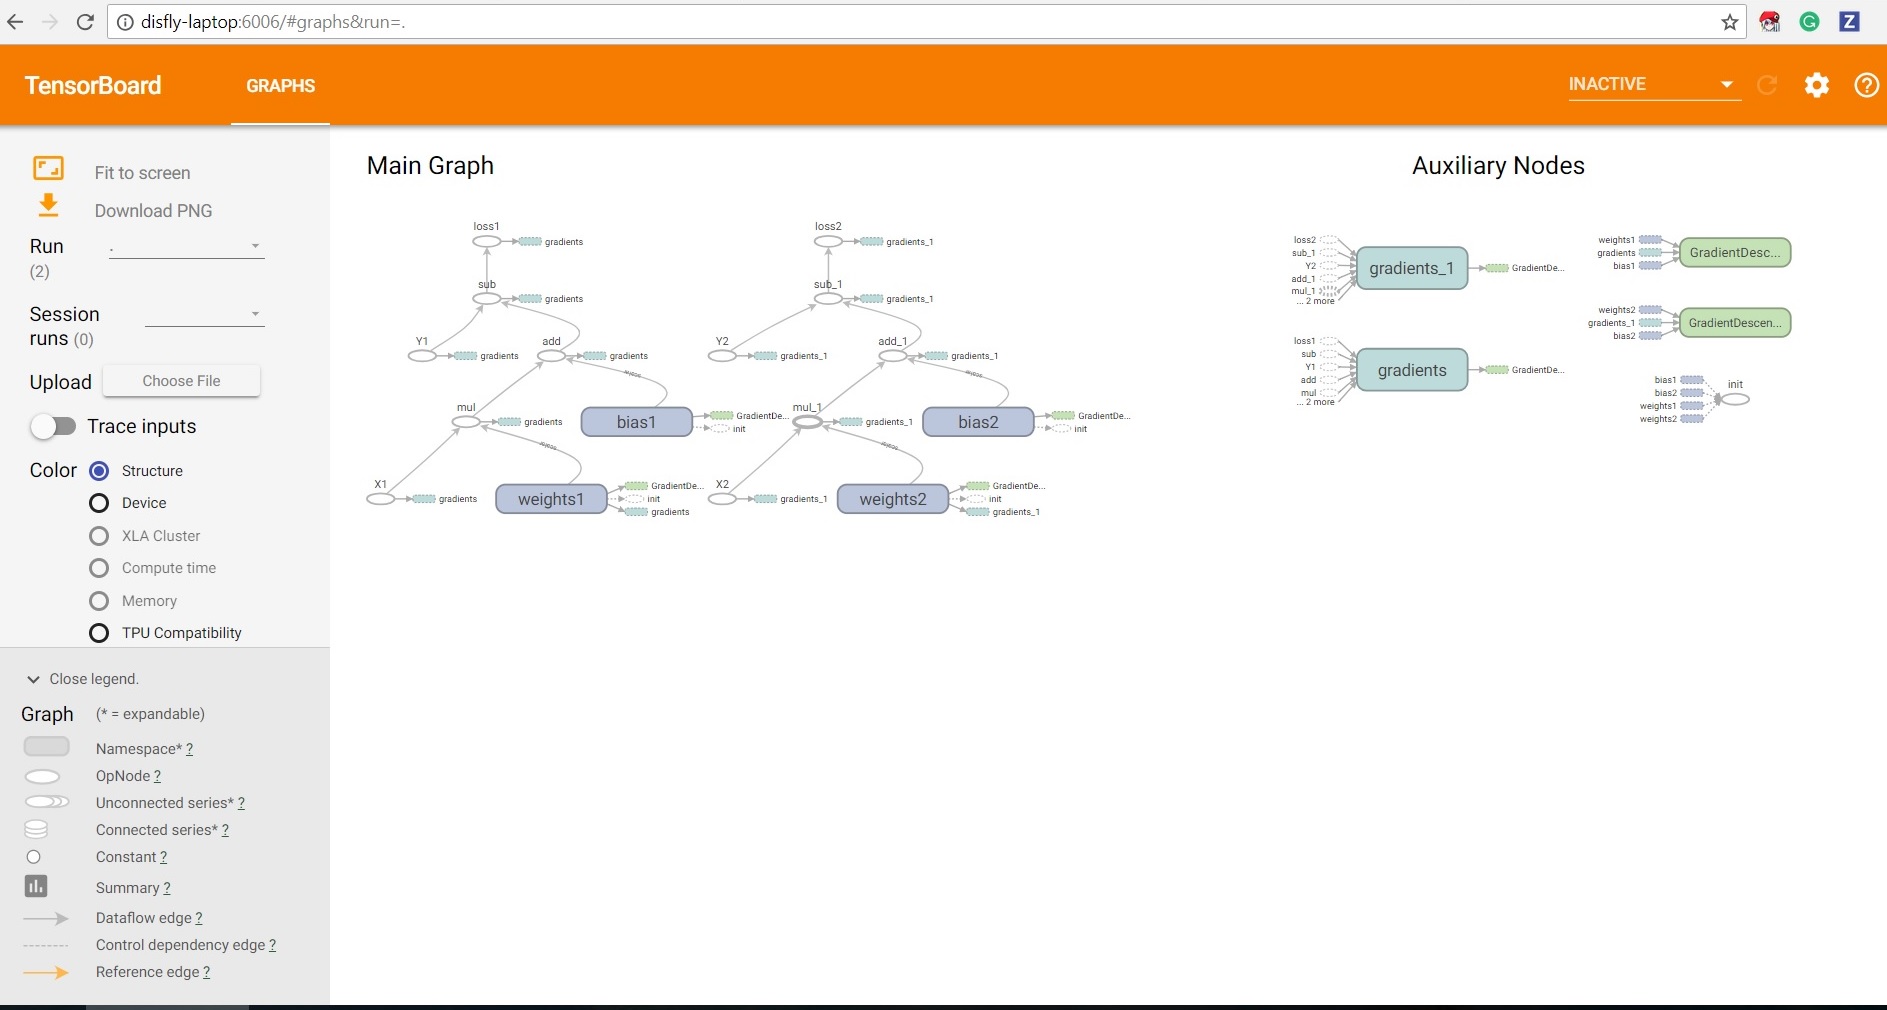 disfly-laptop:6006/#graphs&run=.
TensorBoard
GRAPHS
INACTIVE
Fit to screen
Download PNG
Run
(2)
.
Session
runs (0)
Upload
Choose File
Trace inputs
Color
Structure
Device
XLA Cluster
Compute time
Memory
TPU Compatibility
Close legend.
Graph
(* = expandable)
Namespace* ?
OpNode ?
Unconnected series* ?
Connected series* ?
Constant ?
Summary ?
Dataflow edge ?
Control dependency edge ?
Reference edge ?
Main Graph
loss1
gradients
sub
gradients
Y1
gradients
add
gradients
scalar
mul
gradients
bias1
GradientDe...
init
scalar
X1
gradients
weights1
GradientDe...
init
gradients
loss2
gradients_1
sub_1
gradients_1
Y2
gradients_1
add_1
gradients_1
scalar
mul_1
gradients_1
bias2
GradientDe...
init
scalar
X2
gradients_1
weights2
GradientDe...
init
gradients_1
Auxiliary Nodes
loss2
sub_1
Y2
add_1
mul_1
... 2 more
gradients_1
GradientDe...
loss1
sub
Y1
add
mul
... 2 more
gradients
GradientDe...
weights1
gradients
bias1
GradientDesc...
weights2
gradients_1
bias2
GradientDescen...
bias1
bias2
weights1
weights2
init